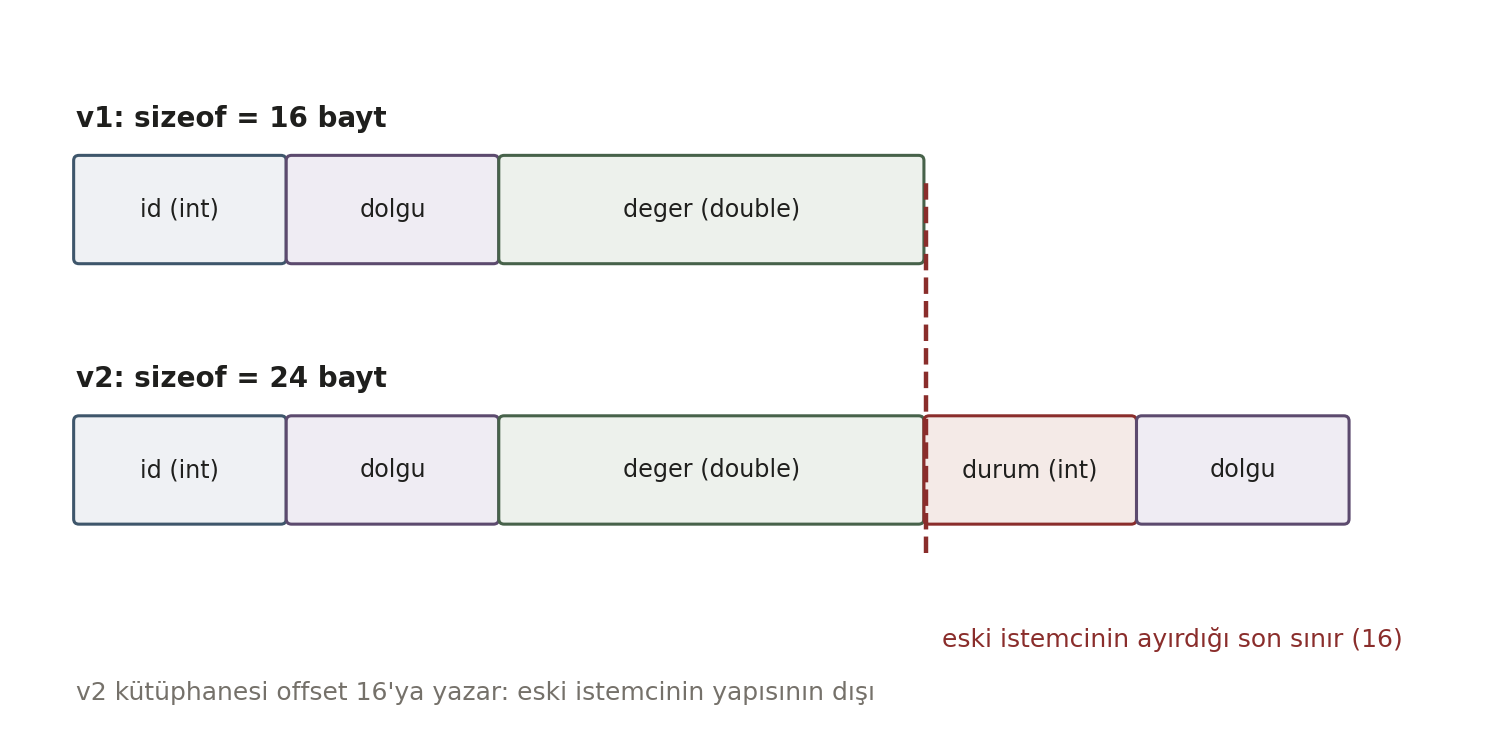 v1: sizeof = 16 bayt
id (int) dolgu deger (double)
v2: sizeof = 24 bayt
id (int) dolgu deger (double) durum (int) dolgu
eski istemcinin ayırdığı son sınır (16)
v2 kütüphanesi offset 16'ya yazar: eski istemcinin yapısının dışı